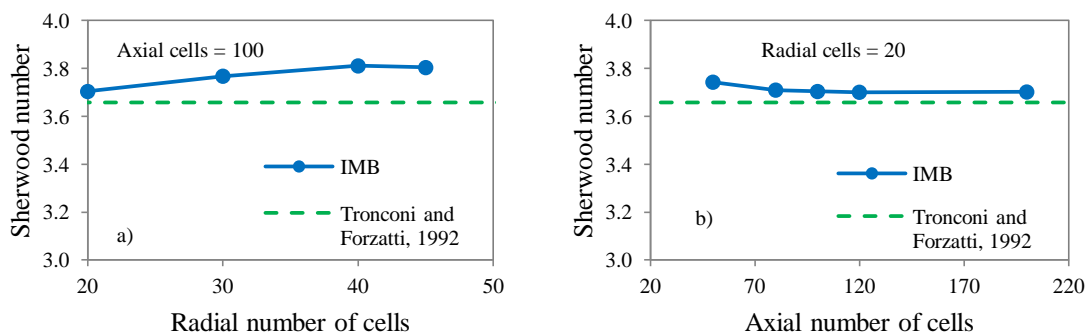 Sherwood number
4.0
3.8
3.6
3.4
3.2
3.0
Axial cells = 100
IMB
Tronconi and
Forzatti, 1992
a)
20
30
40
50
Radial number of cells
Sherwood number
4.0
3.8
3.6
3.4
3.2
3.0
Radial cells = 20
IMB
Tronconi and
Forzatti, 1992
b)
20
70
120
170
220
Axial number of cells